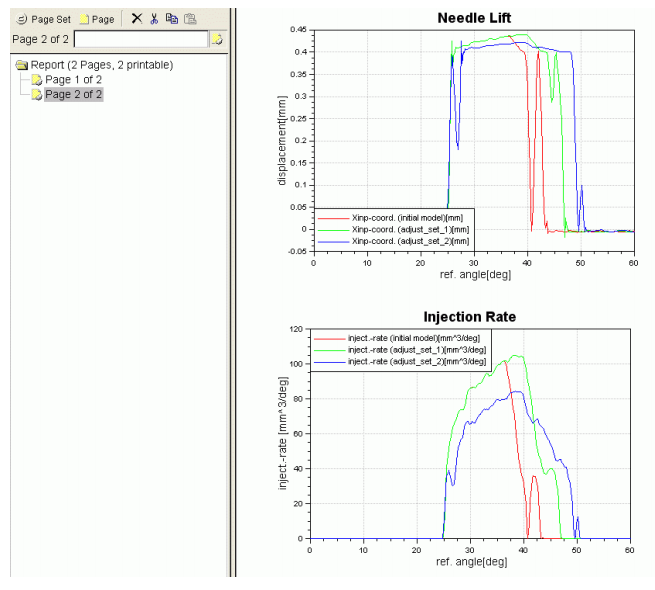 Page Set Page
Page 2 of 2
Report (2 Pages, 2 printable)
Page 1 of 2
Page 2 of 2
Needle Lift
displacement[mm]
0.45
0.4
0.35
0.3
0.25
0.2
0.15
0.1
0.05
0
-0.05
Xinp-coord. (initial model)[mm]
Xinp-coord. (adjust_set_1)[mm]
Xinp-coord. (adjust_set_2)[mm]
0 10 20 30 40 50 60
ref. angle[deg]
Injection Rate
inject.-rate [mm^3/deg]
120
100
80
60
40
20
0
inject.-rate (initial model)[mm^3/deg]
inject.-rate (adjust_set_1)[mm^3/deg]
inject.-rate (adjust_set_2)[mm^3/deg]
0 10 20 30 40 50 60
ref. angle[deg]